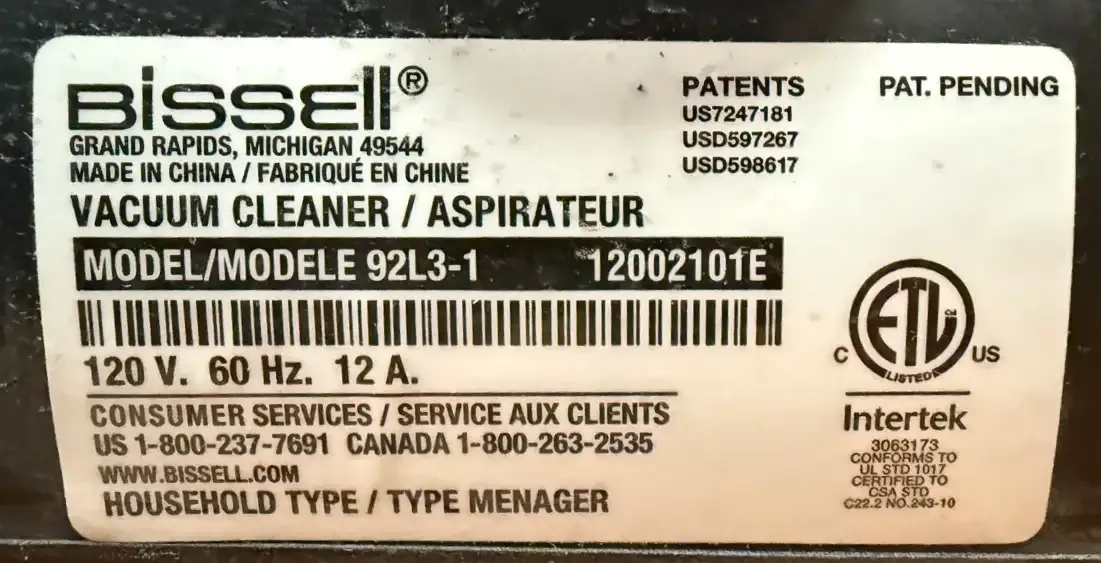 BISSELL®
GRAND RAPIDS, MICHIGAN 49544
MADE IN CHINA / FABRIQUÉ EN CHINE
VACUUM CLEANER / ASPIRATEUR
MODEL/MODELE 92L3-1 12002101E
120 V. 60 Hz. 12 A.
CONSUMER SERVICES / SERVICE AUX CLIENTS
US 1-800-237-7691 CANADA 1-800-263-2535
WWW.BISSELL.COM
HOUSEHOLD TYPE / TYPE MENAGER
PATENTS
US7247181
USD597267
USD598617
PAT. PENDING
C ETL US
LISTED
Intertek
3063173
CONFORMS TO
UL STD 1017
CERTIFIED TO
CSA STD
C22.2 NO.243-10